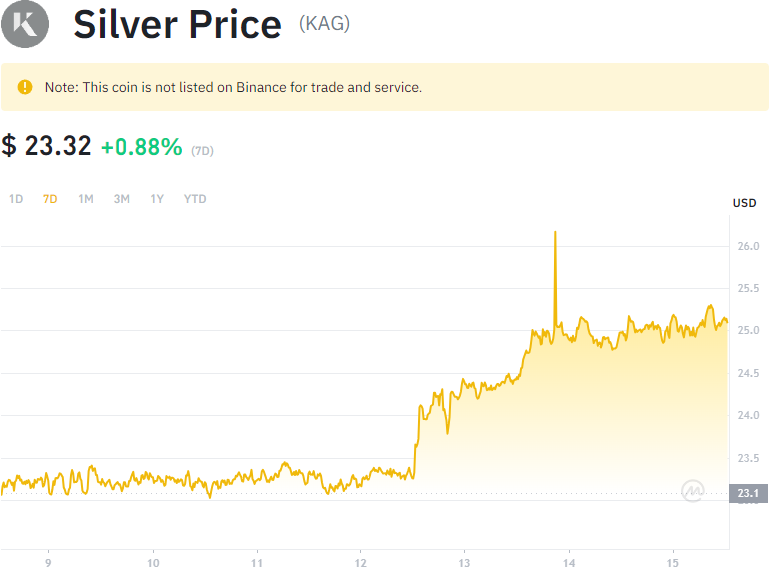 Silver Price (KAG)
Note: This coin is not listed on Binance for trade and service.
$ 23.32 +0.88% (7D)
1D 7D 1M 3M 1Y YTD
USD
26.0
25.5
25.0
24.5
24.0
23.5
23.1
9 10 11 12 13 14 15